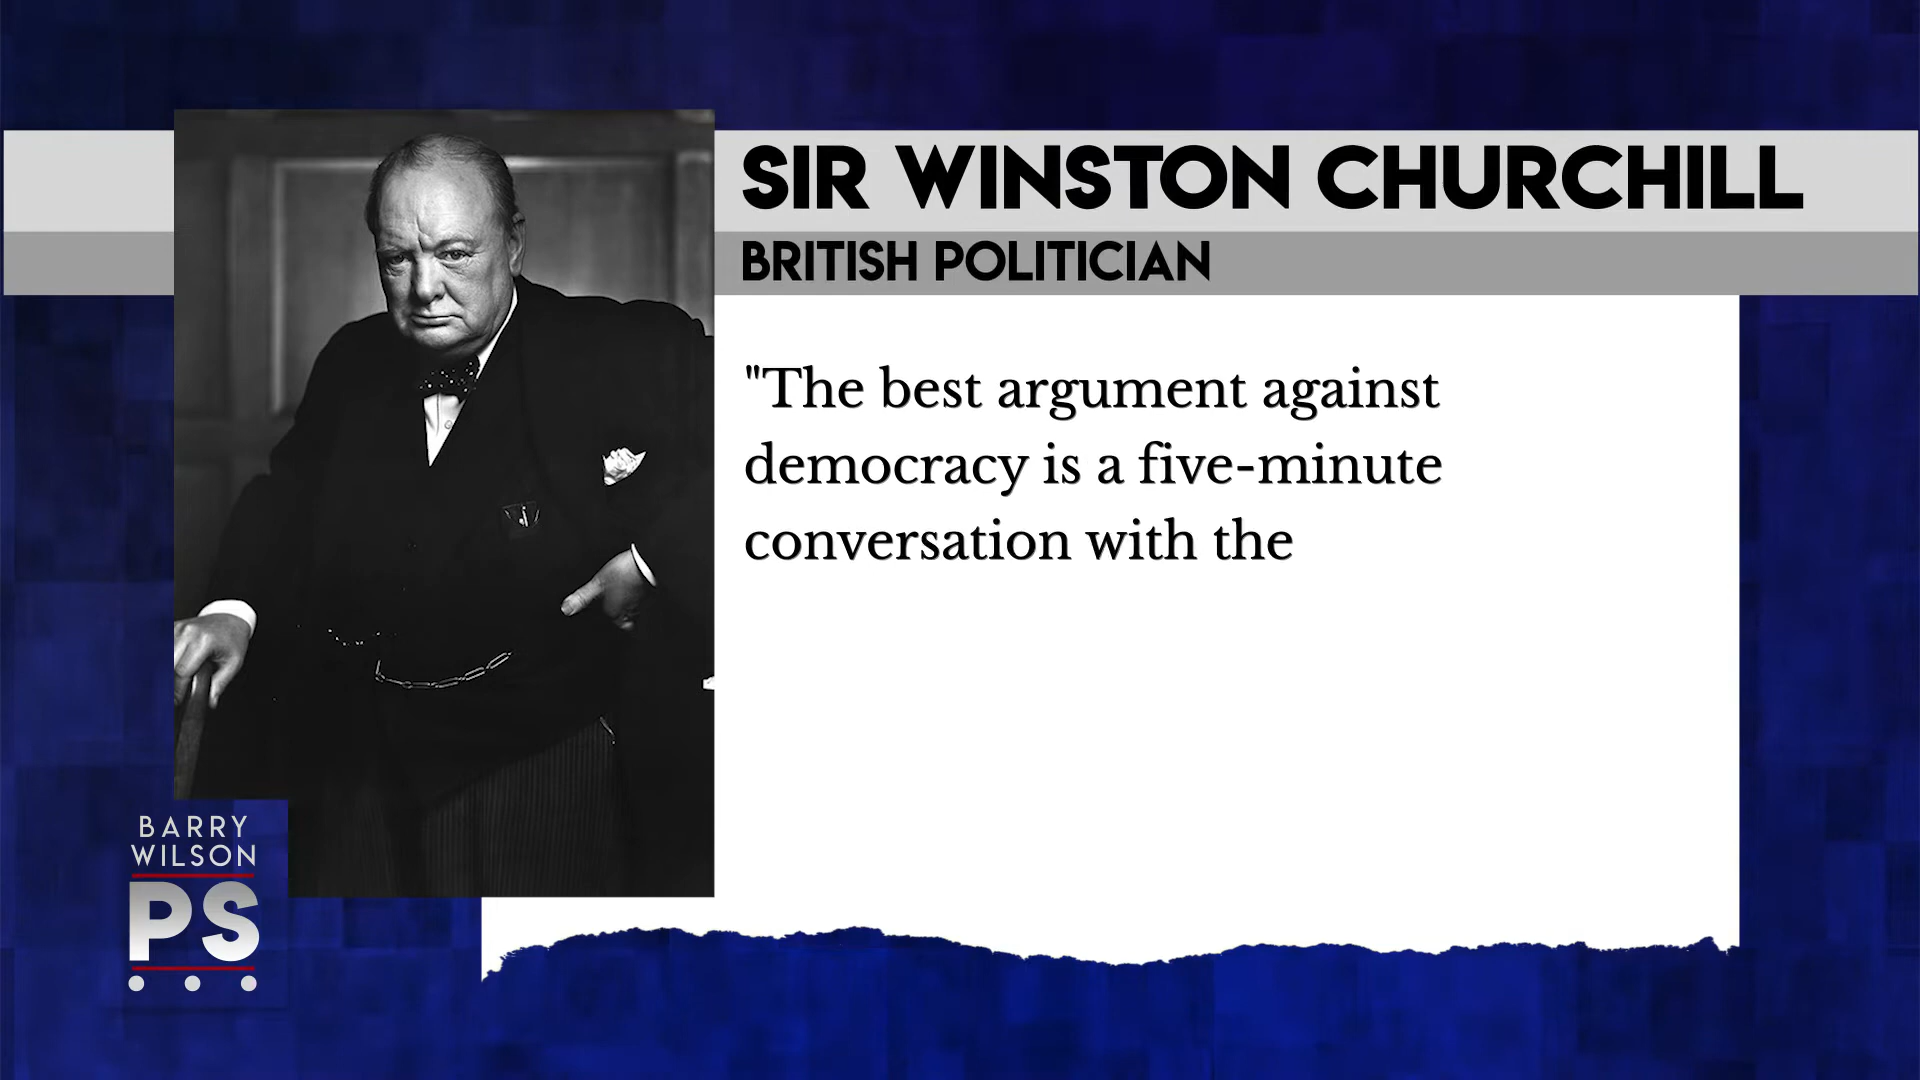 SIR WINSTON CHURCHILL
BRITISH POLITICIAN
"The best argument against
democracy is a five-minute
conversation with the
BARRY
WILSON
PS